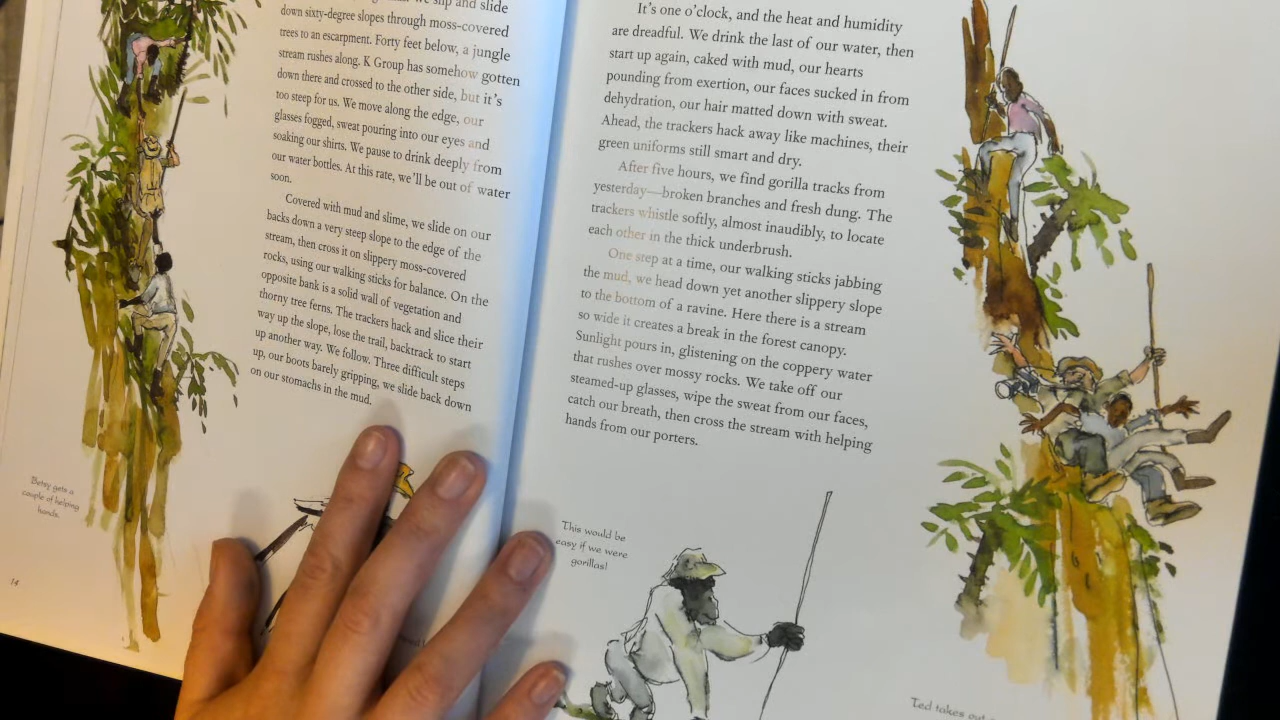 we slip and slide
down sixty-degree slopes through moss-covered
trees to an escarpment. Forty feet below, a jungle
stream rushes along. K Group has somehow gotten
down there and crossed to the other side, but it's
too steep for us. We move along the edge, our
glasses fogged, sweat pouring into our eyes and
soaking our shirts. We pause to drink deeply from
our water bottles. At this rate, we'll be out of water
soon.
Covered with mud and slime, we slide on our
backs down a very steep slope to the edge of the
stream, then cross it on slippery moss-covered
rocks, using our walking sticks for balance. On the
opposite bank is a solid wall of vegetation and
thorny tree ferns. The trackers hack and slice their
way up the slope, lose the trail, backtrack to start
up another way. We follow. Three difficult steps
up, our boots barely gripping, we slide back down
on our stomachs in the mud.
Betsy gets a
couple of helping
hands.
14
It's one o'clock, and the heat and humidity
are dreadful. We drink the last of our water, then
start up again, caked with mud, our hearts
pounding from exertion, our faces sucked in from
dehydration, our hair matted down with sweat.
Ahead, the trackers hack away like machines, their
green uniforms still smart and dry.
After five hours, we find gorilla tracks from
yesterday—broken branches and fresh dung. The
trackers whistle softly, almost inaudibly, to locate
each other in the thick underbrush.
One step at a time, our walking sticks jabbing
the mud, we head down yet another slippery slope
to the bottom of a ravine. Here there is a stream
so wide it creates a break in the forest canopy.
Sunlight pours in, glistening on the coppery water
that rushes over mossy rocks. We take off our
steamed-up glasses, wipe the sweat from our faces,
catch our breath, then cross the stream with helping
hands from our porters.
This would be
easy if we were
gorillas!
Ted takes out